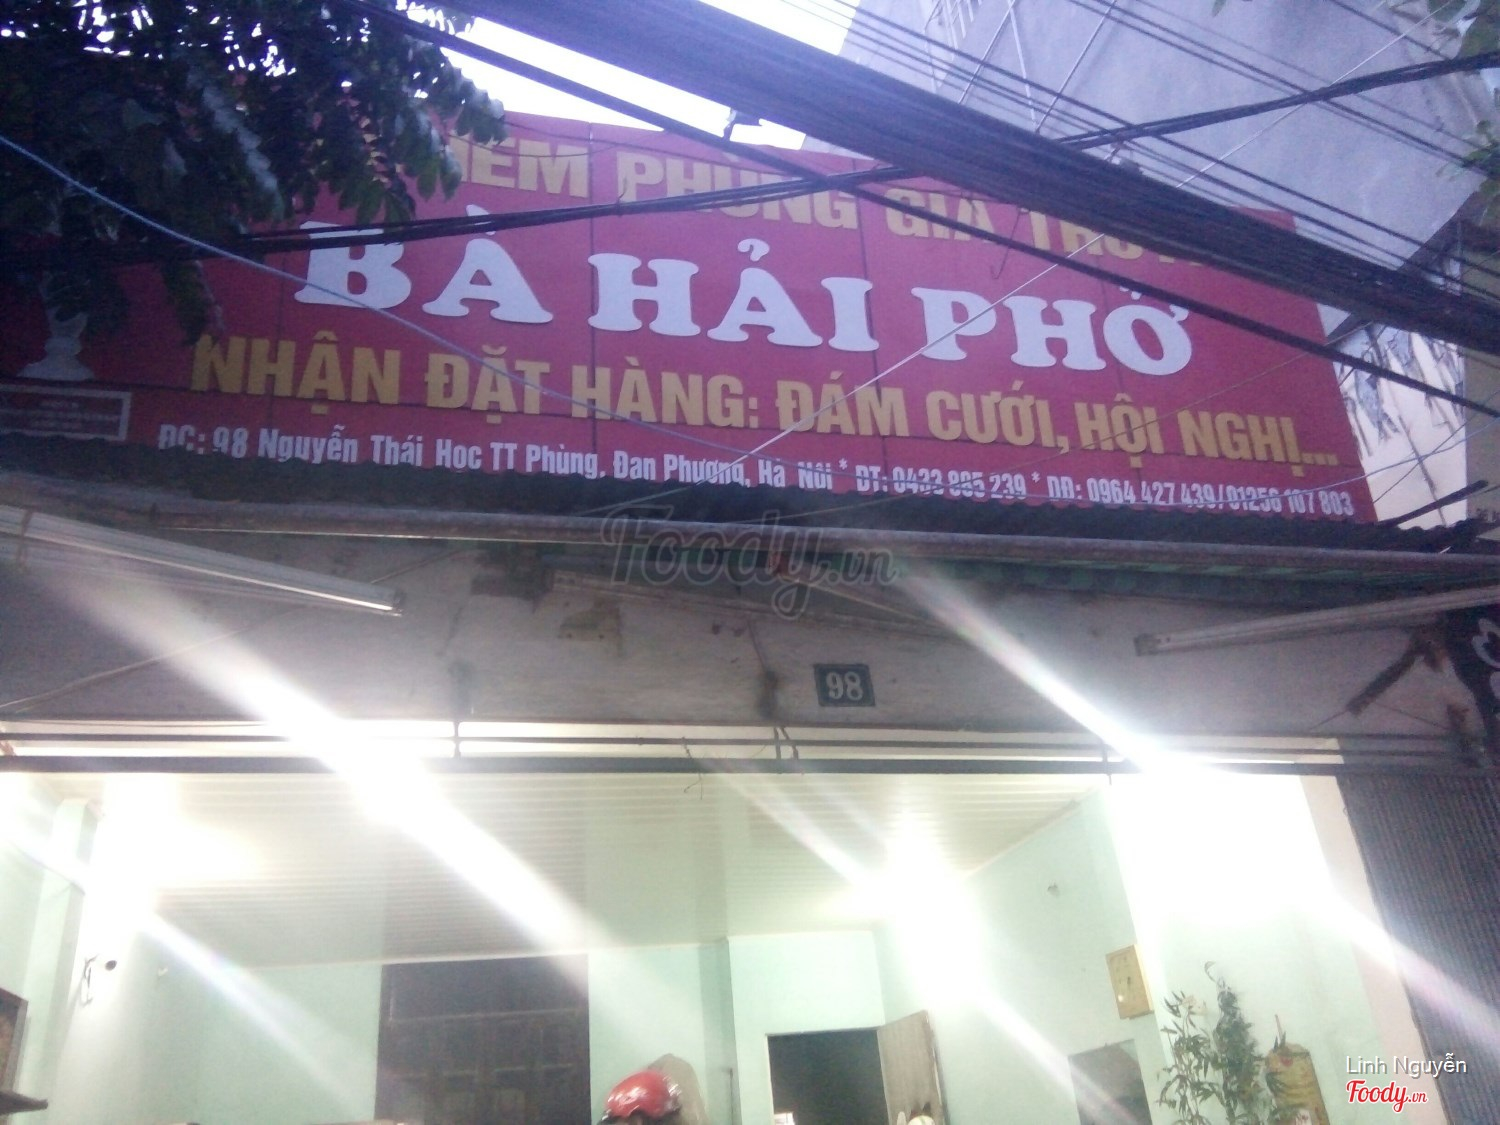 NEM PHÙNG GIA TRUYỀN
BÀ HẢI PHỞ
NHẬN ĐẶT HÀNG: ĐÁM CƯỚI, HỘI NGHỊ...
ĐC: 98 Nguyễn Thái Học TT Phùng, Đan Phượng, Hà Nội * ĐT: 0433 885 239 * DĐ: 0964 427 439/01256 107 803
Foody.vn
98
Linh Nguyễn
Foody.vn